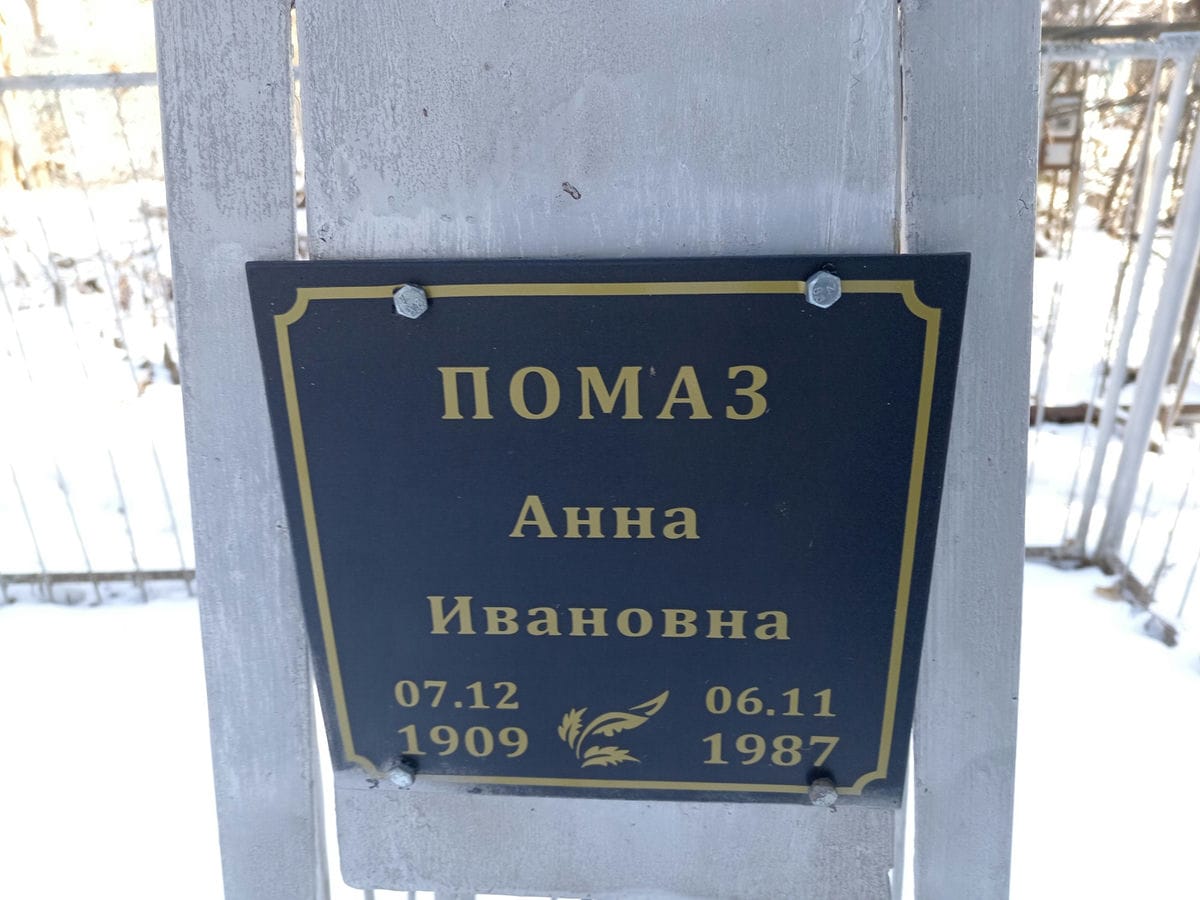 ПОМАЗ
Анна
Ивановна
07.12 06.11
1909 1987